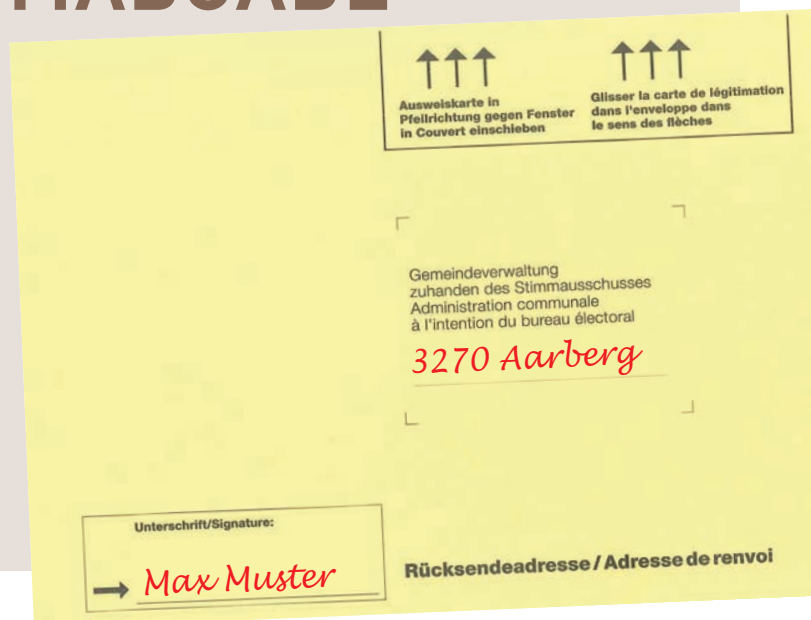 Ausweiskarte in
Pfeilrichtung gegen Fenster
in Couvert einschieben
Glisser la carte de légitimation
dans l'enveloppe dans
le sens des flèches
Gemeindeverwaltung
zuhanden des Stimmausschusses
Administration communale
à l'intention du bureau électoral
3270 Aarberg
Unterschrift/Signature:
Max Muster
Rücksendeadresse / Adresse de renvoi